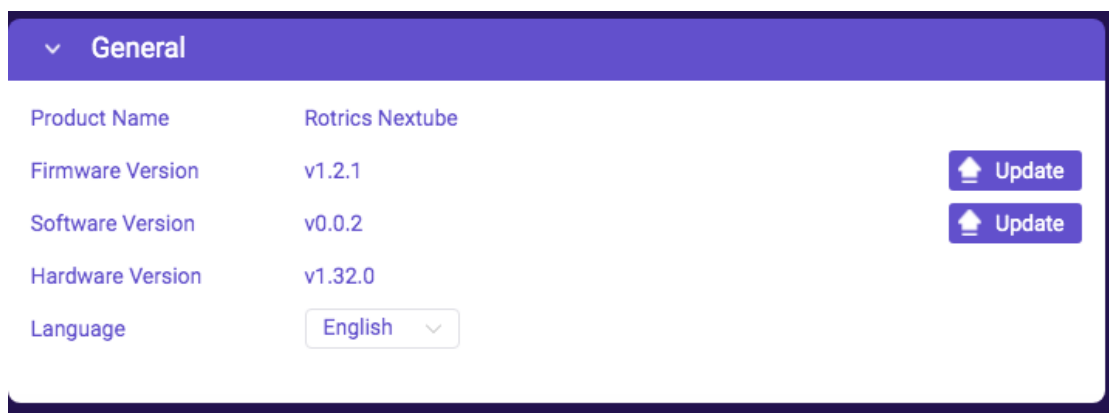 General
Product Name Rotrics Nextube
Firmware Version v1.2.1 Update
Software Version v0.0.2 Update
Hardware Version v1.32.0
Language English